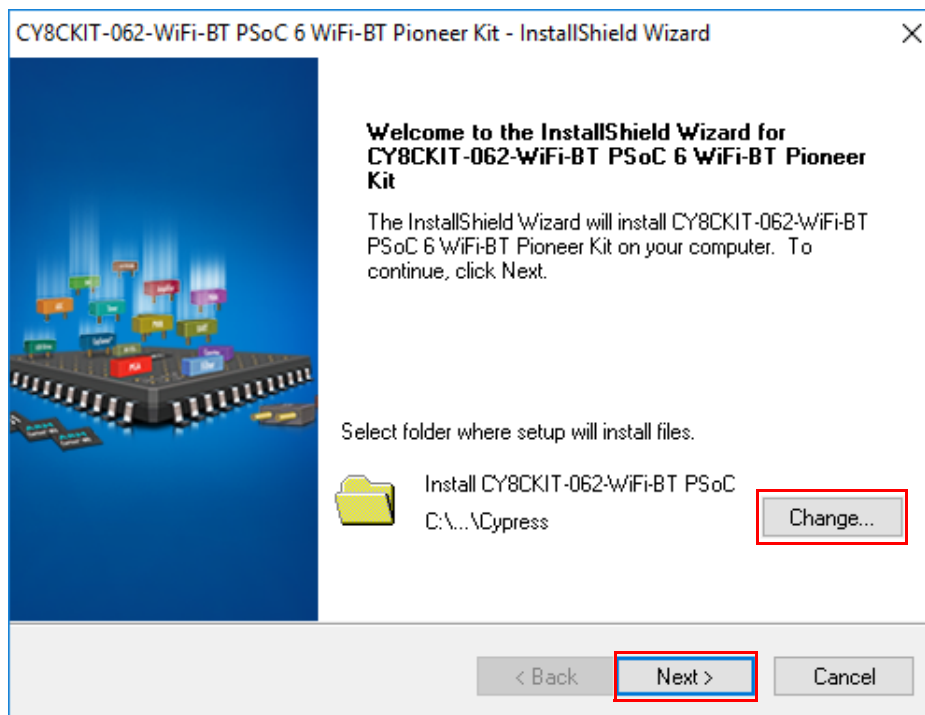 CY8CKIT-062-WiFi-BT PSoC 6 WiFi-BT Pioneer Kit - InstallShield Wizard
Welcome to the InstallShield Wizard for
CY8CKIT-062-WiFi-BT PSoC 6 WiFi-BT Pioneer
Kit
The InstallShield Wizard will install CY8CKIT-062-WiFi-BT
PSoC 6 WiFi-BT Pioneer Kit on your computer. To
continue, click Next.
Select folder where setup will install files.
Install CY8CKIT-062-WiFi-BT PSoC
C:\...\Cypress
Change...
< Back
Next >
Cancel